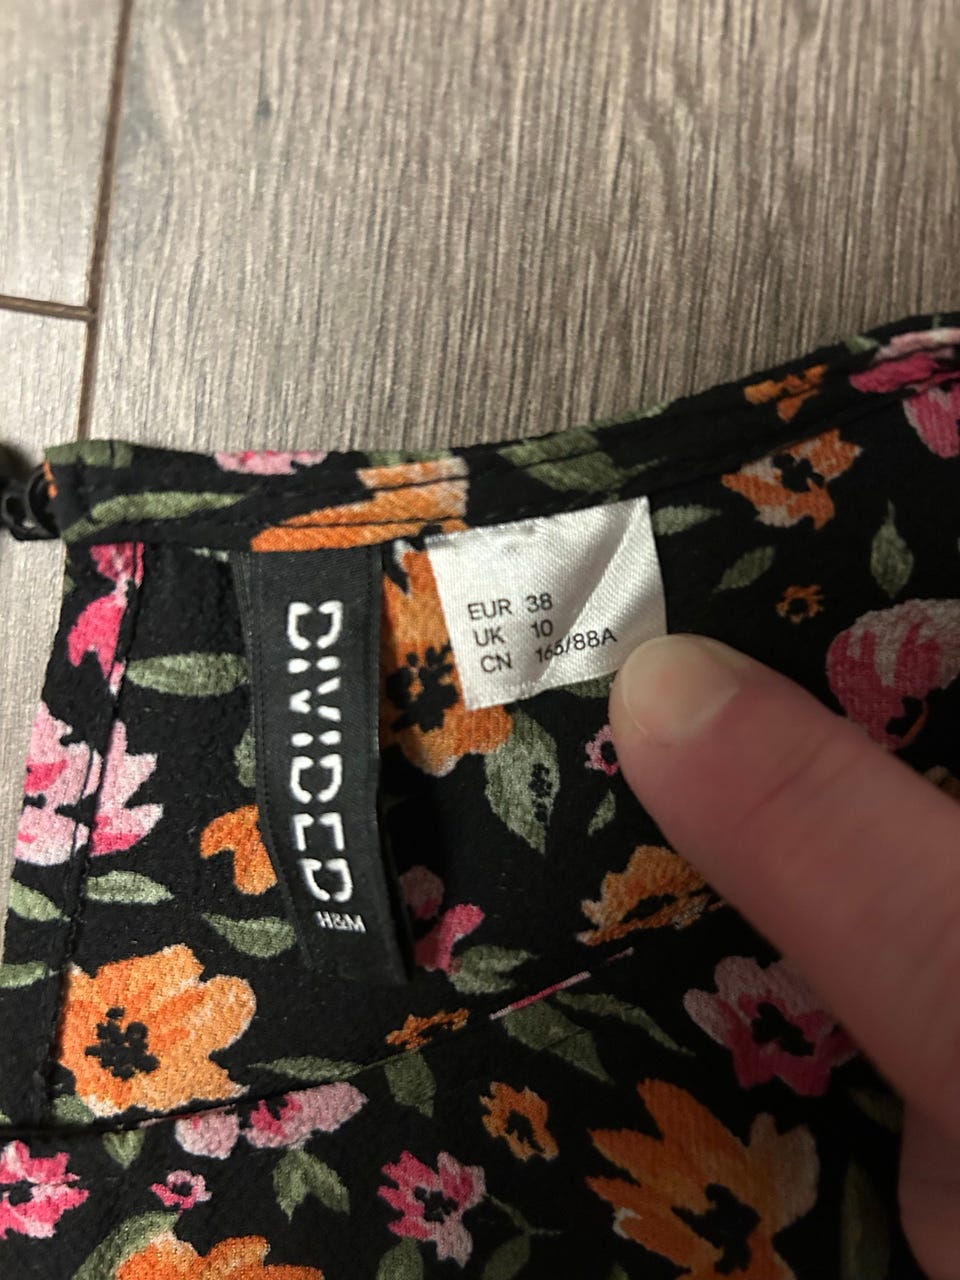 DIVIDED
H&M
EUR 38
UK 10
CN 165/88A